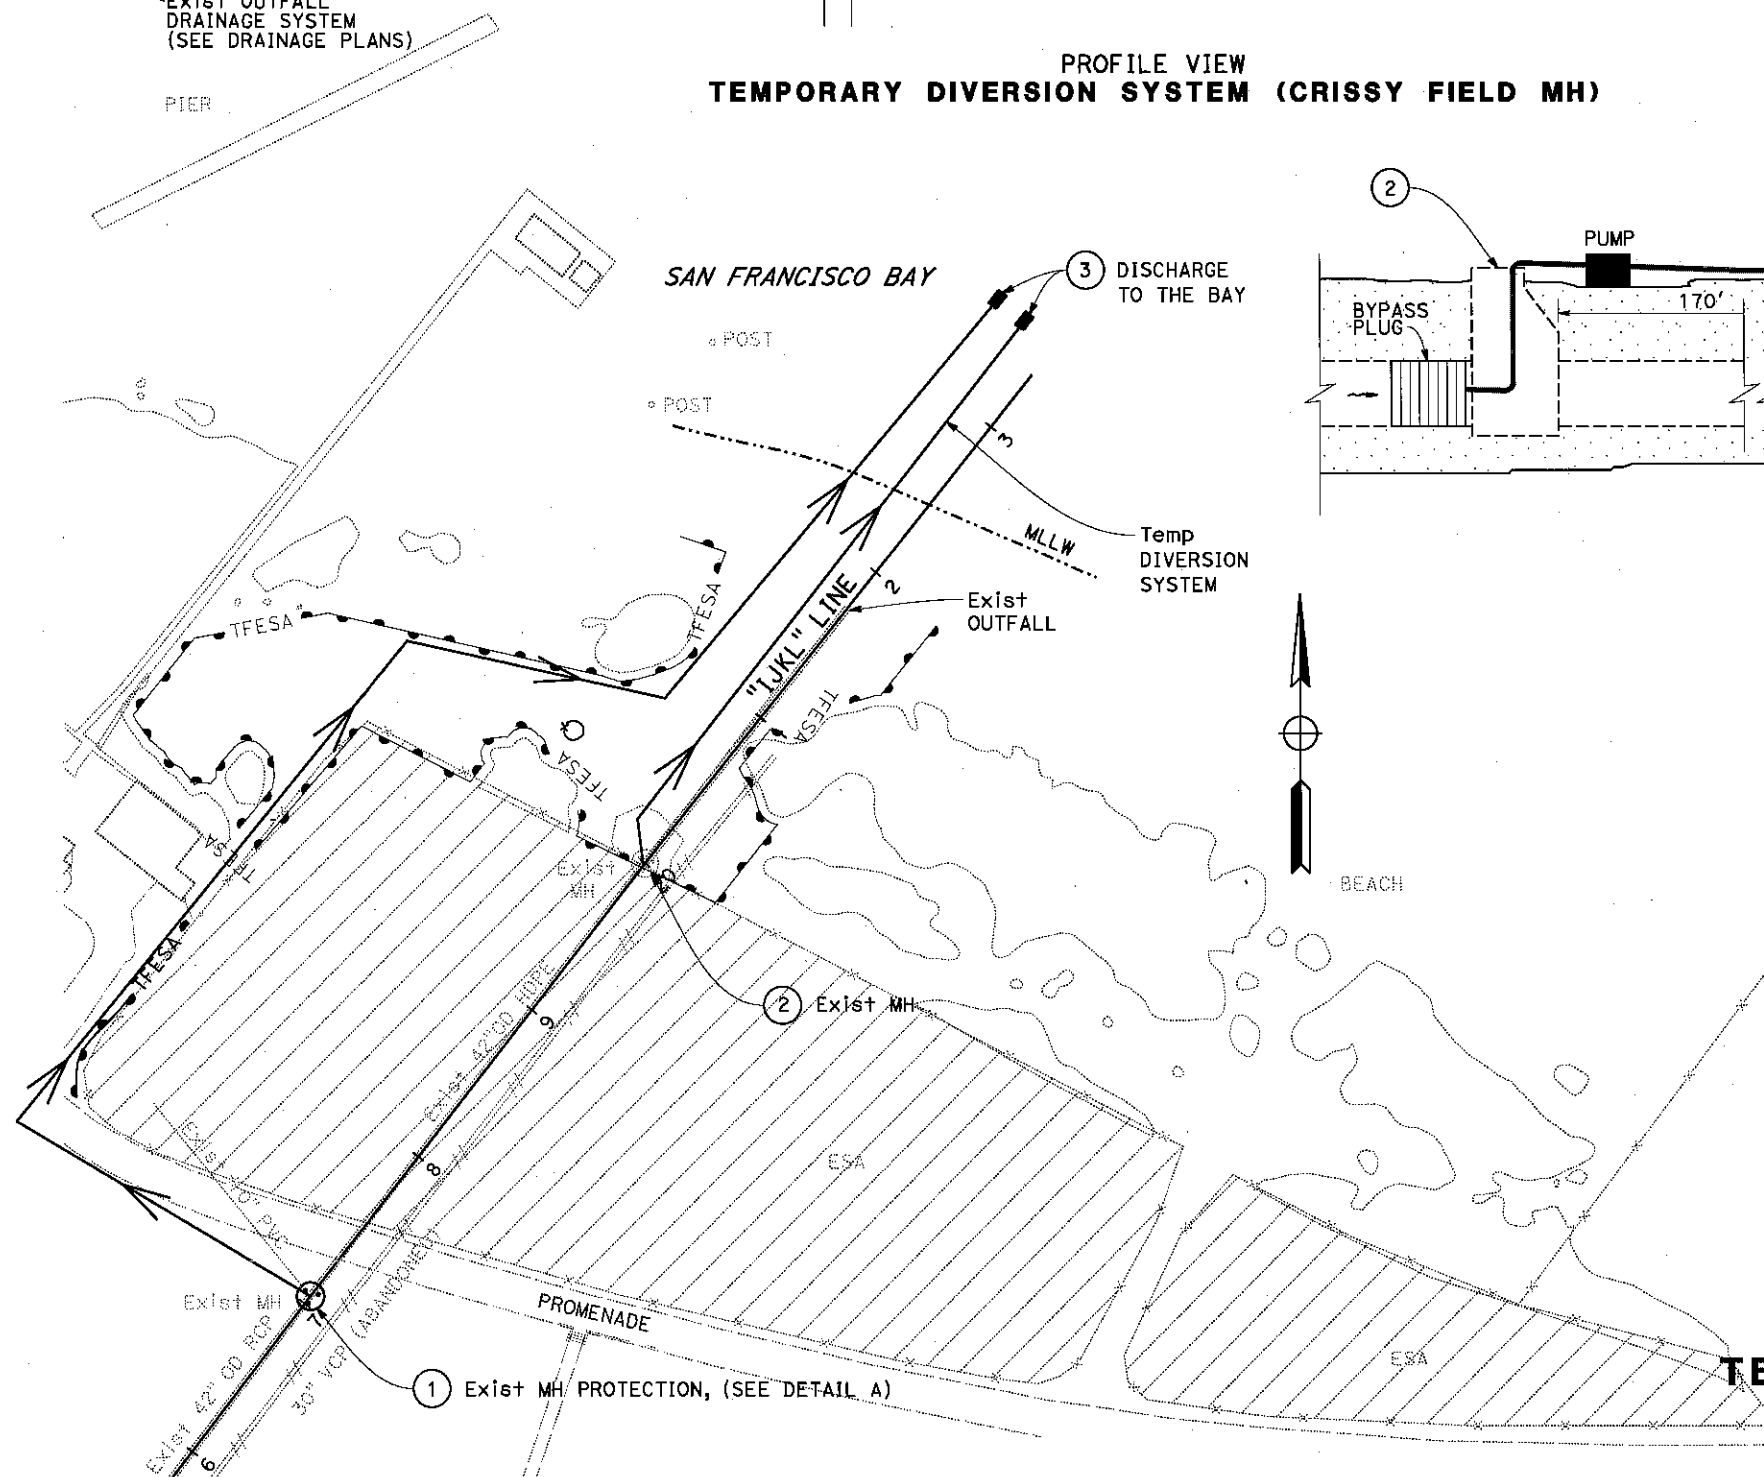 EXIST OUTFALL
DRAINAGE SYSTEM
(SEE DRAINAGE PLANS)
PIER
PROFILE VIEW
TEMPORARY DIVERSION SYSTEM (CRISSY FIELD MH)
2
PUMP
170'
BYPASS
PLUG
SAN FRANCISCO BAY
3 DISCHARGE
TO THE BAY
POST
POST
3
MLLW
Temp
DIVERSION
SYSTEM
2
Exist
OUTFALL
"IJKL" LINE
TFESA
TFESA
TFESA
TFESA
TFESA
Exist
MH
BEACH
2 Exist MH
Exist 42"OD HDPE
9
8
ESA
Exist MH
7
PROMENADE
ESA
1 Exist MH PROTECTION, (SEE DETAIL A)
30" VCP (ABANDONED)
Exist 42" OD RCP
6
TE